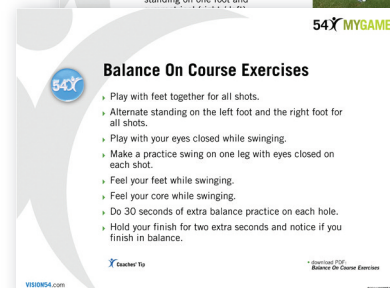 standing on one foot and
54 MYGAME
54
Balance On Course Exercises
Play with feet together for all shots.
Alternate standing on the left foot and the right foot for
all shots.
Play with your eyes closed while swinging.
Make a practice swing on one leg with eyes closed on
each shot.
Feel your feet while swinging.
Feel your core while swinging.
Do 30 seconds of extra balance practice on each hole.
Hold your finish for two extra seconds and notice if you
finish in balance.
Coaches' Tip
* download PDF:
Balance On Course Exercises
VISION54.com